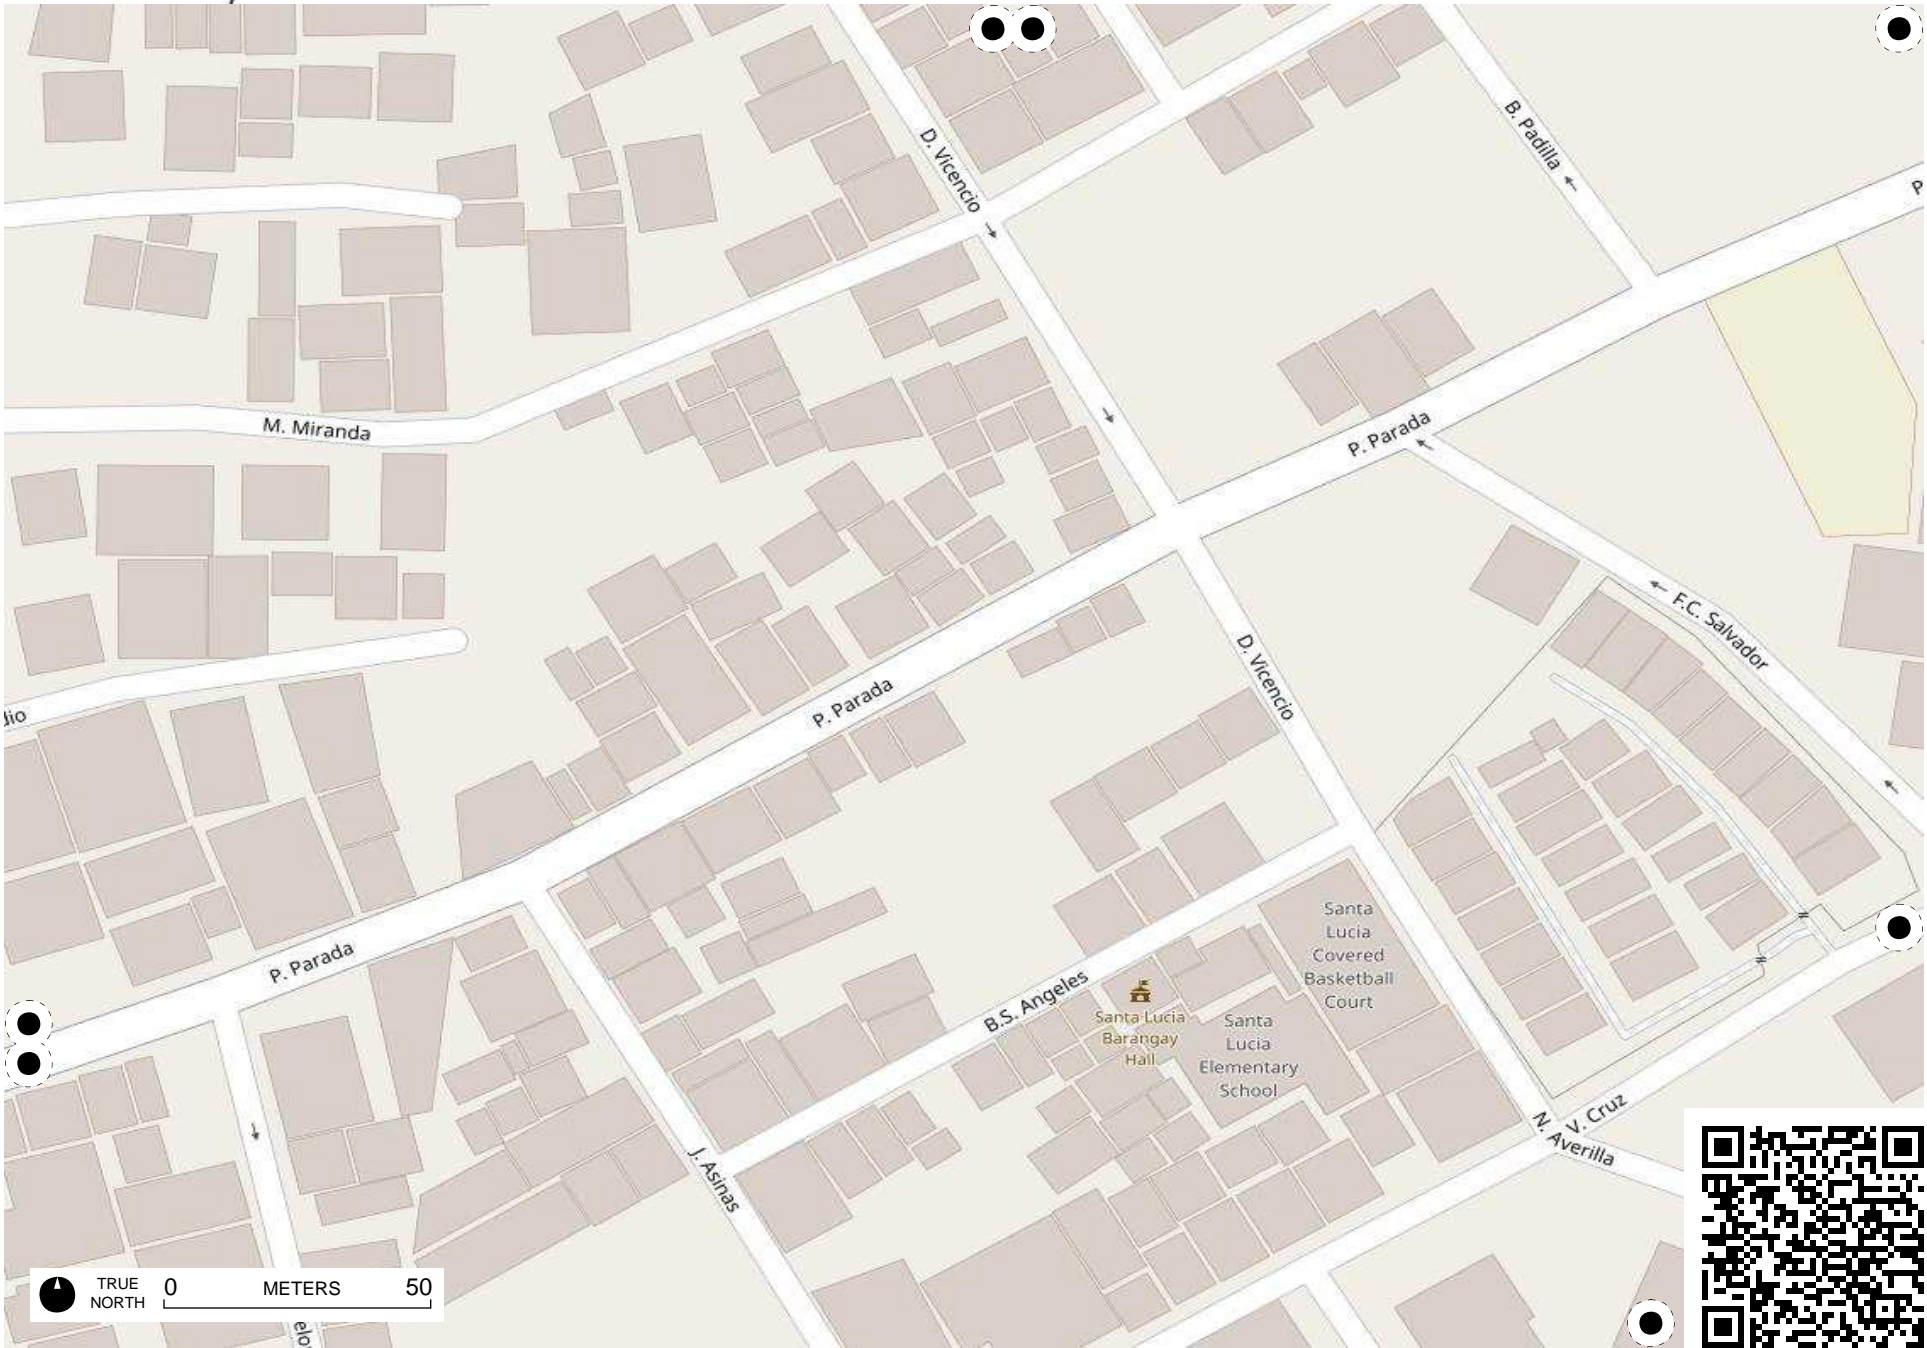 D. Vicencio
B. Padilla
M. Miranda
P. Parada
F.C. Salvador
D. Vicencio
P. Parada
Santa
Lucia
Covered
Basketball
Court
P. Parada
B.S. Angeles
Santa Lucia
Barangay
Hall
Santa
Lucia
Elementary
School
N. Averilla
V. Cruz
J. Asinas
TRUE
NORTH
0 METERS 50